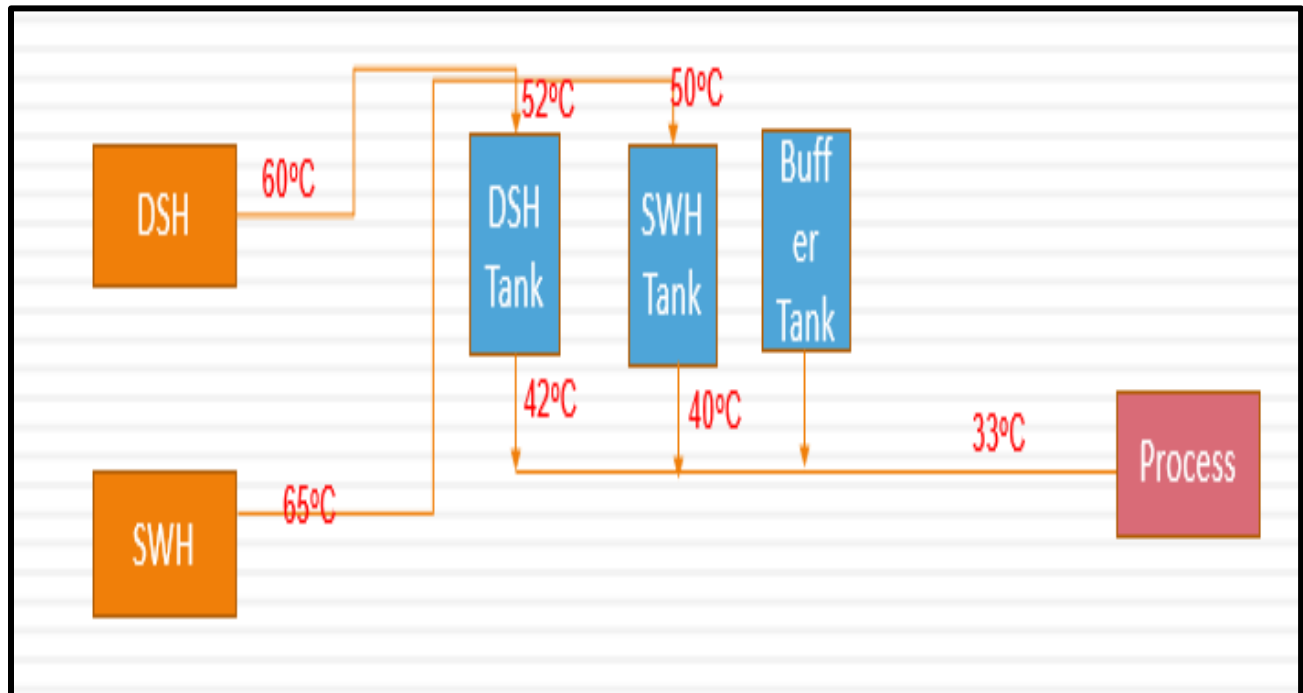 52ºC
50ºC
DSH
60ºC
DSH
Tank
SWH
Tank
Buff
er
Tank
42ºC
40ºC
33ºC
Process
SWH
65ºC